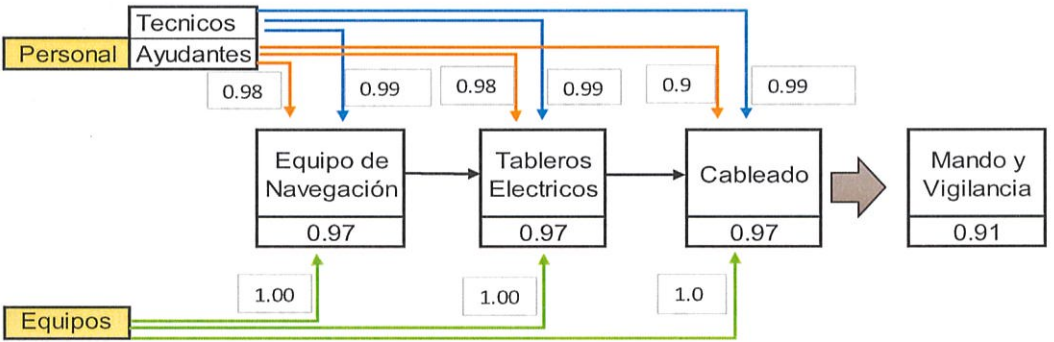 Tecnicos
Personal Ayudantes
0.98 0.99 0.98 0.99 0.9 0.99
Equipo de
Navegación
0.97
Tableros
Electricos
0.97
Cableado
0.97
Mando y
Vigilancia
0.91
1.00 1.00 1.0
Equipos